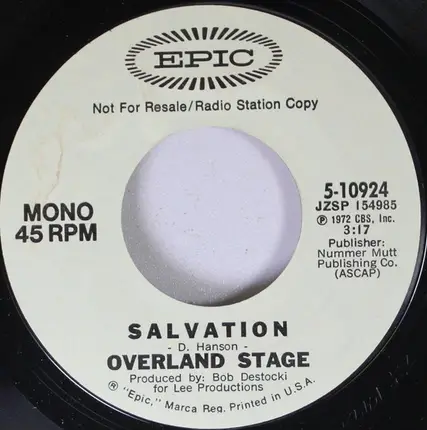 EPIC
Not For Resale/Radio Station Copy
MONO
45 RPM
5-10924
JZSP 154985
Ⓟ 1972 CBS, Inc.
3:17
Publisher:
Nummer Mutt
Publishing Co.
(ASCAP)
SALVATION
- D. Hanson -
OVERLAND STAGE
Produced by: Bob Destocki
for Lee Productions
® "Epic," Marca Reg. Printed in U.S.A.